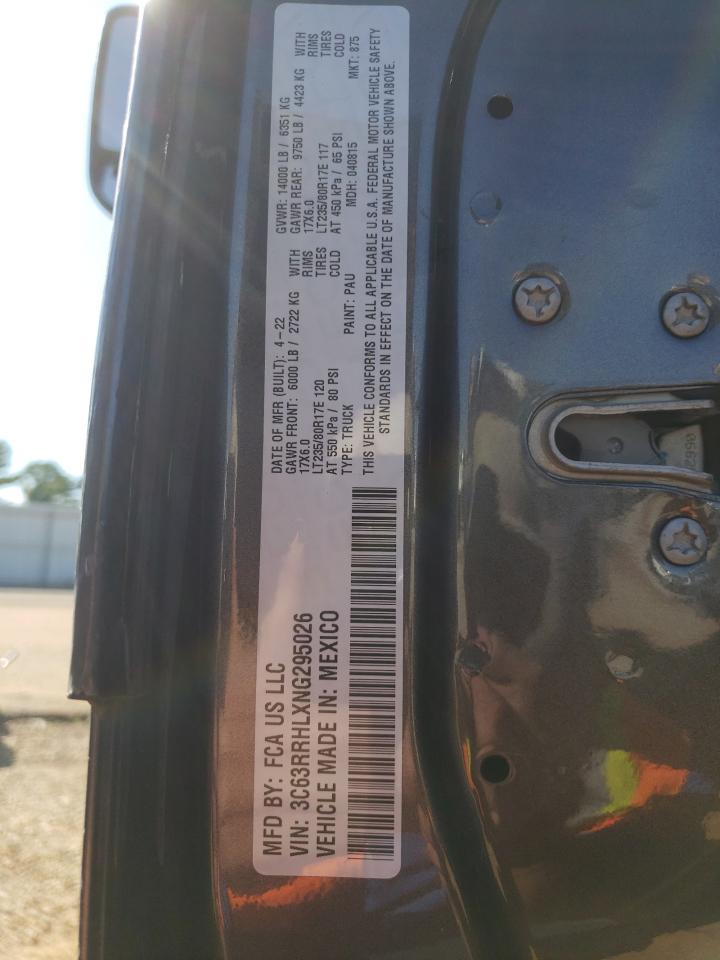 MFD BY: FCA US LLC
VIN: 3C63RRHLXNG295026
VEHICLE MADE IN: MEXICO
DATE OF MFR (BUILT): 4-22
GVWR: 14000 LB / 6351 KG
GAWR FRONT: 6000 LB / 2722 KG WITH
GAWR REAR: 9750 LB / 4423 KG WITH
17X6.0 RIMS
17X6.0 RIMS
LT235/80R17E 120 TIRES
LT235/80R17E 117 TIRES
AT 550 kPa / 80 PSI COLD
AT 450 kPa / 65 PSI COLD
TYPE: TRUCK PAINT: PAU MDH: 040815 MKT: 875
THIS VEHICLE CONFORMS TO ALL APPLICABLE U.S.A. FEDERAL MOTOR VEHICLE SAFETY
STANDARDS IN EFFECT ON THE DATE OF MANUFACTURE SHOWN ABOVE.